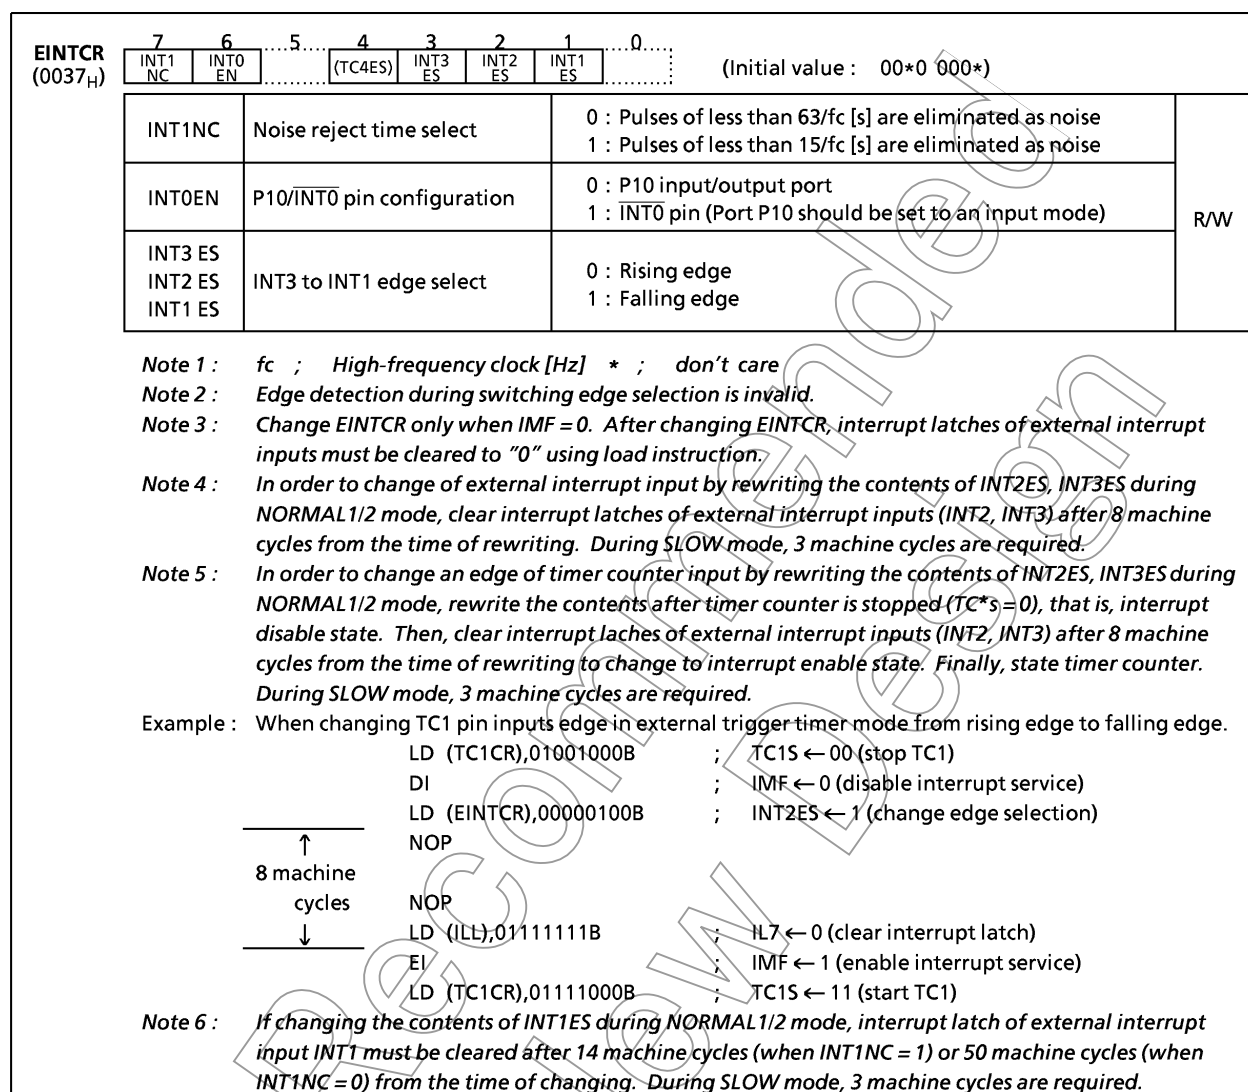 EINTCR
(0037H)
7 6 5 4 3 2 1 0
INT1 NC INT0 EN (TC4ES) INT3 ES INT2 ES INT1 ES
(Initial value : 00*0 000*)
INT1NC Noise reject time select 0 : Pulses of less than 63/fc [s] are eliminated as noise
1 : Pulses of less than 15/fc [s] are eliminated as noise
INT0EN P10/INT0 pin configuration 0 : P10 input/output port
1 : INT0 pin (Port P10 should be set to an input mode)
R/W
INT3 ES
INT2 ES
INT1 ES
INT3 to INT1 edge select
0 : Rising edge
1 : Falling edge
Note 1 : fc ; High-frequency clock [Hz] * ; don't care
Note 2 : Edge detection during switching edge selection is invalid.
Note 3 : Change EINTCR only when IMF = 0. After changing EINTCR, interrupt latches of external interrupt
inputs must be cleared to "0" using load instruction.
Note 4 : In order to change of external interrupt input by rewriting the contents of INT2ES, INT3ES during
NORMAL1/2 mode, clear interrupt latches of external interrupt inputs (INT2, INT3) after 8 machine
cycles from the time of rewriting. During SLOW mode, 3 machine cycles are required.
Note 5 : In order to change an edge of timer counter input by rewriting the contents of INT2ES, INT3ES during
NORMAL1/2 mode, rewrite the contents after timer counter is stopped (TC*s = 0), that is, interrupt
disable state. Then, clear interrupt laches of external interrupt inputs (INT2, INT3) after 8 machine
cycles from the time of rewriting to change to interrupt enable state. Finally, state timer counter.
During SLOW mode, 3 machine cycles are required.
Example : When changing TC1 pin inputs edge in external trigger timer mode from rising edge to falling edge.
LD (TC1CR),01001000B ; TC1S ← 00 (stop TC1)
DI ; IMF ← 0 (disable interrupt service)
LD (EINTCR),00000100B ; INT2ES ← 1 (change edge selection)
↑ NOP
8 machine
cycles NOP
↓ LD (ILL),01111111B ; IL7 ← 0 (clear interrupt latch)
EI ; IMF ← 1 (enable interrupt service)
LD (TC1CR),01111000B ; TC1S ← 11 (start TC1)
Note 6 : If changing the contents of INT1ES during NORMAL1/2 mode, interrupt latch of external interrupt
input INT1 must be cleared after 14 machine cycles (when INT1NC = 1) or 50 machine cycles (when
INT1NC = 0) from the time of changing. During SLOW mode, 3 machine cycles are required.
Recommended
Design